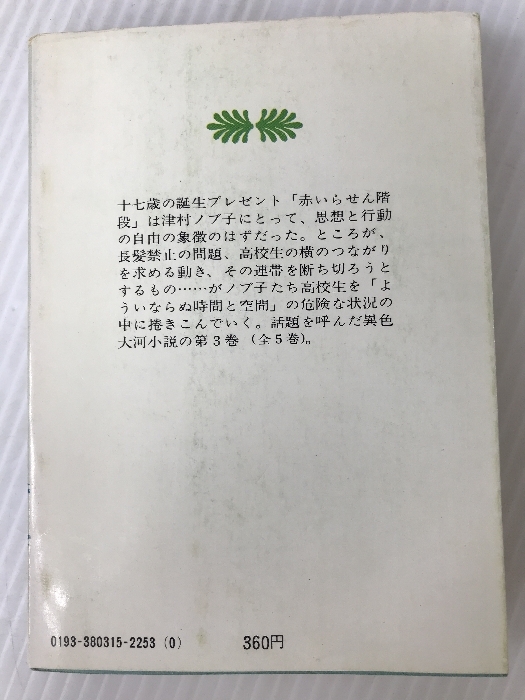 十七歳の誕生プレゼント「赤いらせん階
段」は津村ノブ子にとって、思想と行動
の自由の象徴のはずだった。ところが、
長髪禁止の問題、高校生の横のつながり
を求める動き、その連帯を断ち切ろうと
するもの……がノブ子たち高校生を「よ
ういならぬ時間と空間」の危険な状況の
中に捲きこんでいく。話題を呼んだ異色
大河小説の第3巻（全5巻）。
0193-380315-2253(0)
360円